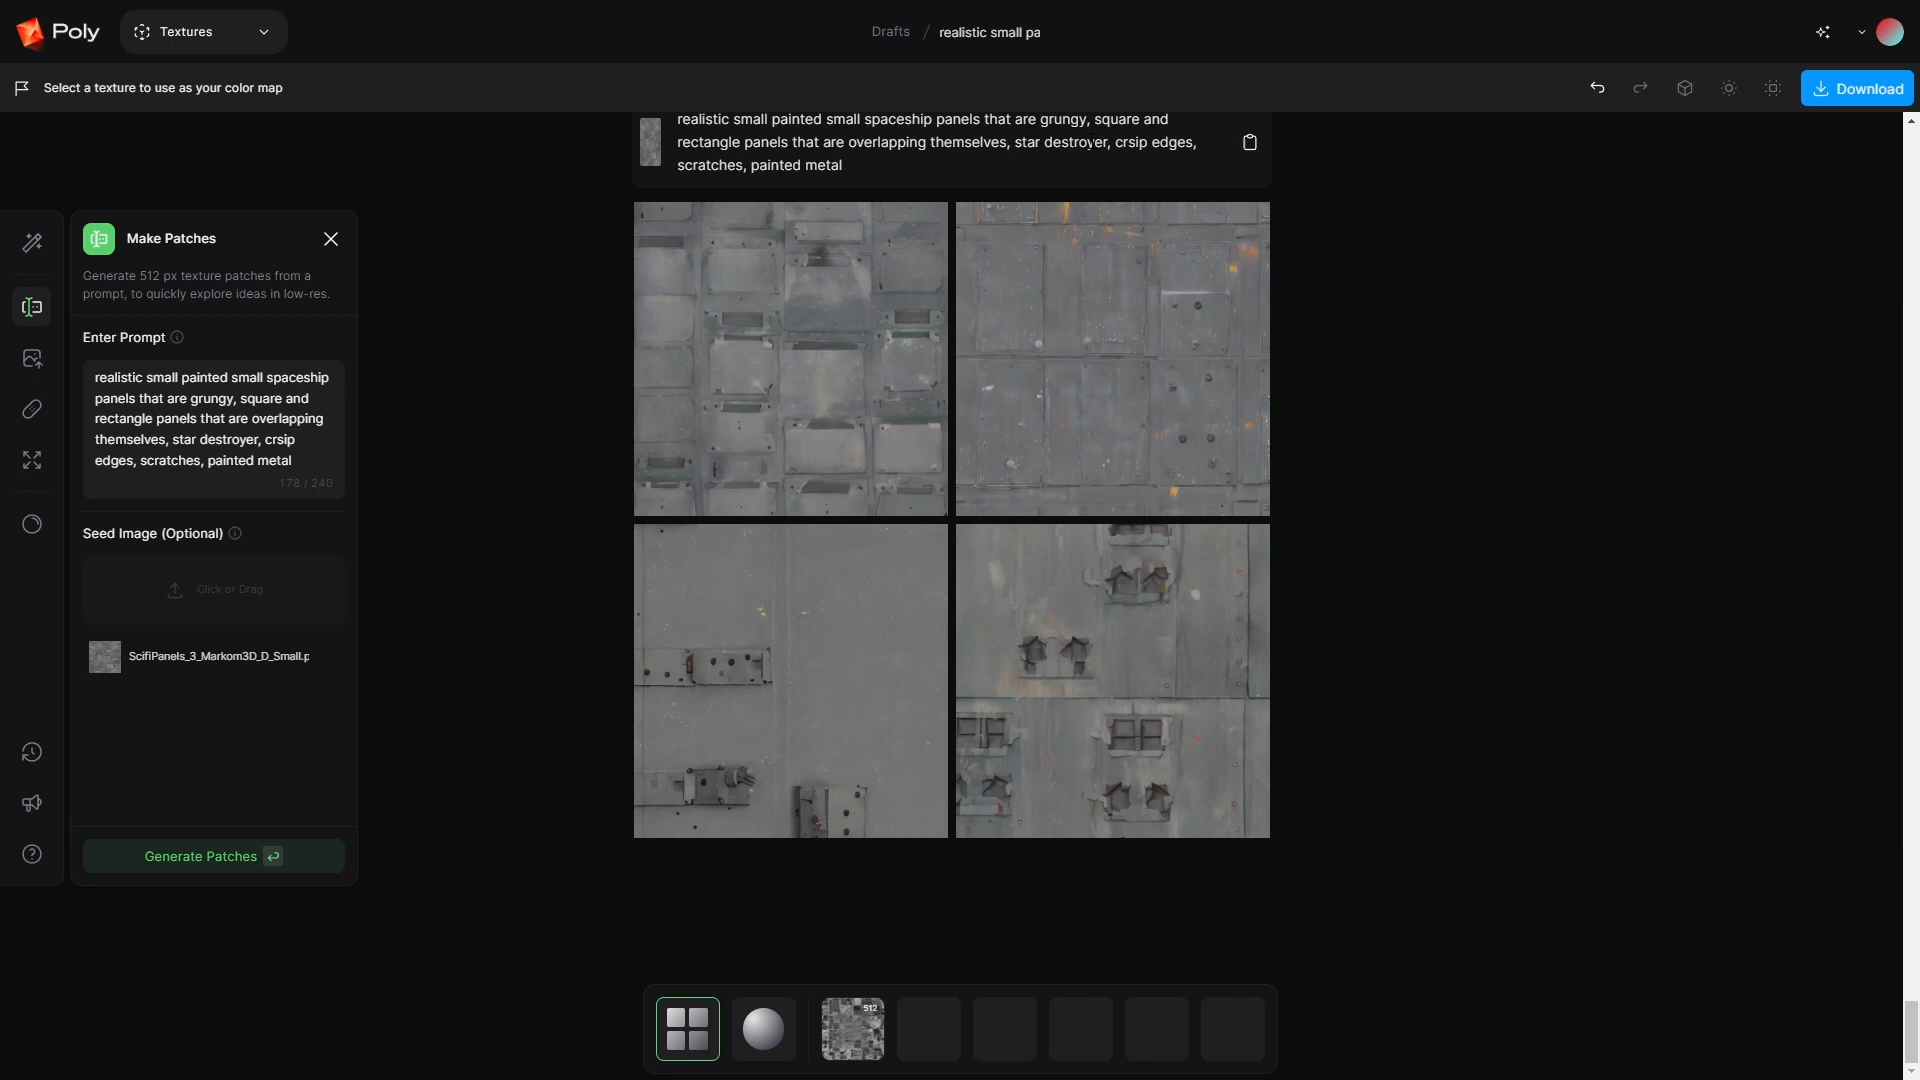 Poly
Textures
Drafts / realistic small pa
Select a texture to use as your color map
Download
realistic small painted small spaceship panels that are grungy, square and
rectangle panels that are overlapping themselves, star destroyer, crsip edges,
scratches, painted metal
Make Patches
Generate 512 px texture patches from a
prompt, to quickly explore ideas in low-res.
Enter Prompt
realistic small painted small spaceship
panels that are grungy, square and
rectangle panels that are overlapping
themselves, star destroyer, crsip
edges, scratches, painted metal
178 / 240
Seed Image (Optional)
Click or Drag
ScifiPanels_3_Markom3D_D_Small.p
Generate Patches
512